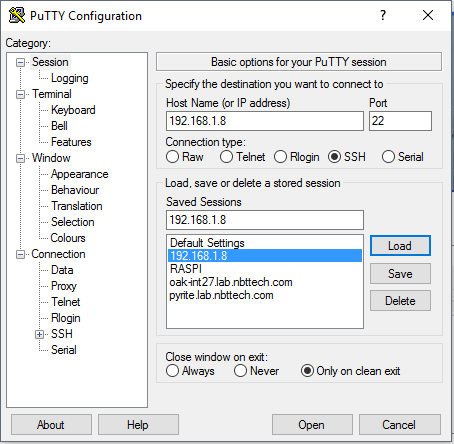 PuTTY Configuration
?
Category:
Session
Logging
Terminal
Keyboard
Bell
Features
Window
Appearance
Behaviour
Translation
Selection
Colours
Connection
Data
Proxy
Telnet
Rlogin
SSH
Serial
Basic options for your PuTTY session
Specify the destination you want to connect to
Host Name (or IP address) Port
192.168.1.8 22
Connection type:
Raw Telnet Rlogin SSH Serial
Load, save or delete a stored session
Saved Sessions
192.168.1.8
Default Settings
192.168.1.8
RASPI
oak-int27.lab.nbttech.com
pyrite.lab.nbttech.com
Load
Save
Delete
Close window on exit:
Always Never Only on clean exit
About Help Open Cancel